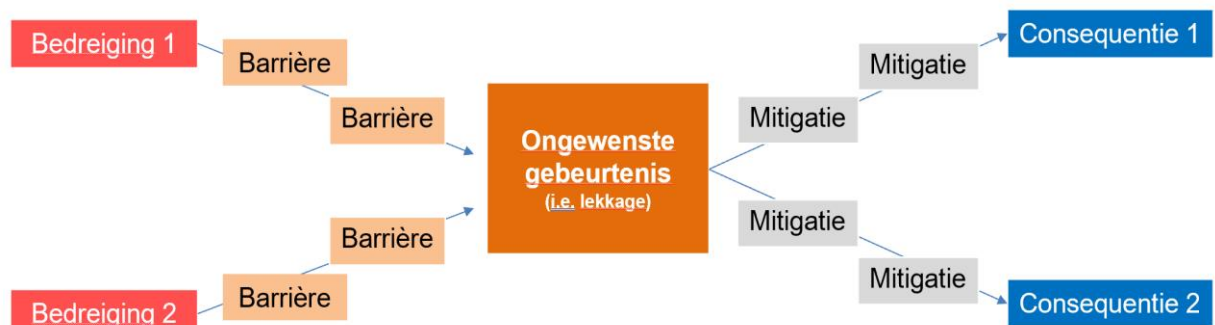 Bedreiging 1
Barrière
Barrière
Ongewenste
gebeurtenis
(i.e. lekkage)
Mitigatie
Mitigatie
Consequentie 1
Bedreiging 2
Barrière
Barrière
Mitigatie
Mitigatie
Consequentie 2